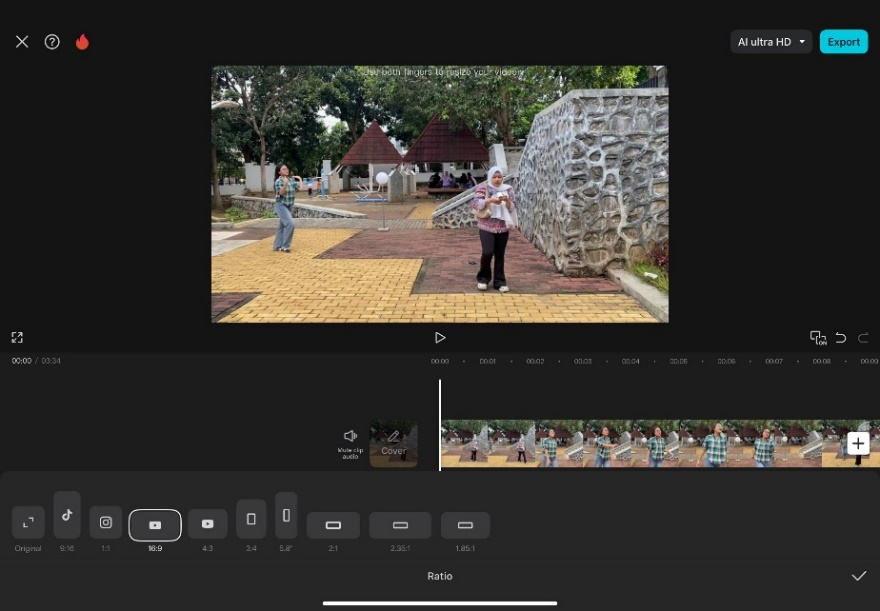 AI ultra HD
Export
Use both fingers to resize your video.
00:00 / 03:34
00:00 00:01 00:02 00:03 00:04 00:05 00:06 00:07 00:08 00:09
Mute clip
audio
Cover
Original 9:16 1:1 16:9 4:3 3:4 5.8" 2:1 2.35:1 1.85:1
Ratio